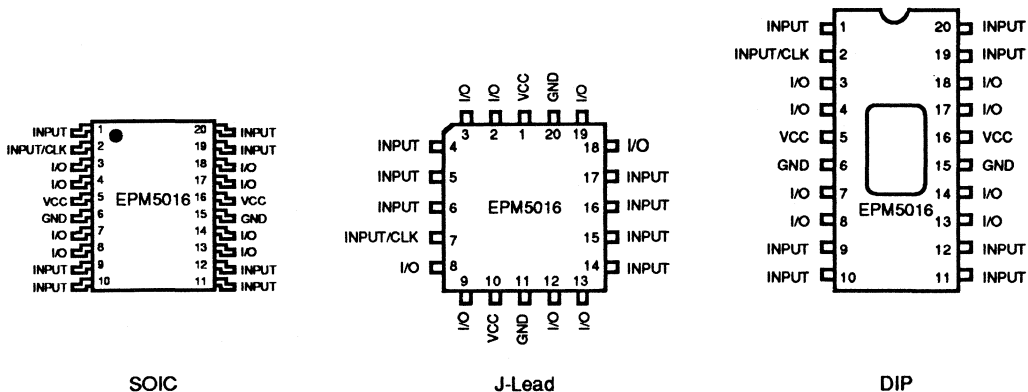 INPUT 1 20 INPUT
INPUT/CLK 2 19 INPUT
I/O 3 18 I/O
I/O 4 17 I/O
VCC 5 16 VCC
GND 6 15 GND
I/O 7 14 I/O
I/O 8 13 I/O
INPUT 9 12 INPUT
INPUT 10 11 INPUT
EPM5016
SOIC
I/O I/O VCC GND I/O
3 2 1 20 19
INPUT 4 18 I/O
INPUT 5 17 INPUT
INPUT 6 EPM5016 16 INPUT
INPUT/CLK 7 15 INPUT
I/O 8 14 INPUT
9 10 11 12 13
I/O VCC GND I/O I/O
J-Lead
INPUT 1 20 INPUT
INPUT/CLK 2 19 INPUT
I/O 3 18 I/O
I/O 4 17 I/O
VCC 5 16 VCC
GND 6 15 GND
I/O 7 14 I/O
EPM5016
I/O 8 13 I/O
INPUT 9 12 INPUT
INPUT 10 11 INPUT
DIP